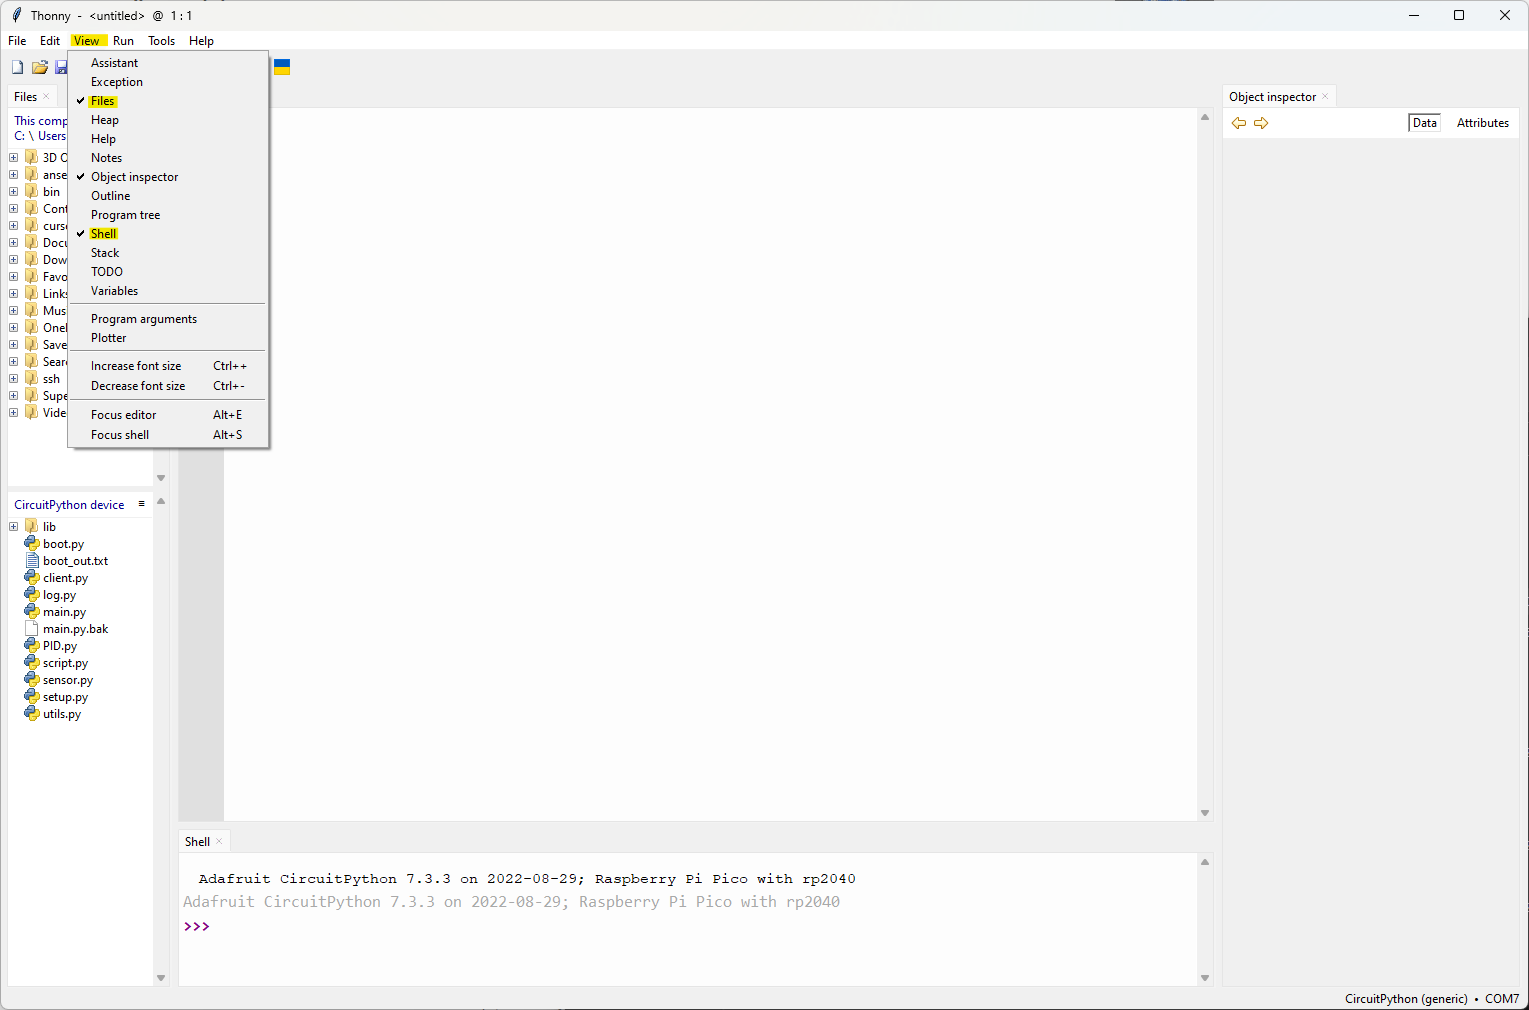 Thonny - <untitled> @ 1 : 1
File Edit View Run Tools Help
Assistant
Exception
Files
Heap
Help
Notes
Object inspector
Outline
Program tree
Shell
Stack
TODO
Variables
Program arguments
Plotter
Increase font size Ctrl++
Decrease font size Ctrl+-
Focus editor Alt+E
Focus shell Alt+S
Files
This comp
C: \ Users
3D O
anse
bin
Cont
curso
Docu
Dow
Favo
Links
Musi
OneI
Save
Searc
ssh
Supe
Vide
CircuitPython device
lib
boot.py
boot_out.txt
client.py
log.py
main.py
main.py.bak
PID.py
script.py
sensor.py
setup.py
utils.py
Shell
Adafruit CircuitPython 7.3.3 on 2022-08-29; Raspberry Pi Pico with rp2040
Adafruit CircuitPython 7.3.3 on 2022-08-29; Raspberry Pi Pico with rp2040
>>>
Object inspector
Data Attributes
CircuitPython (generic) • COM7